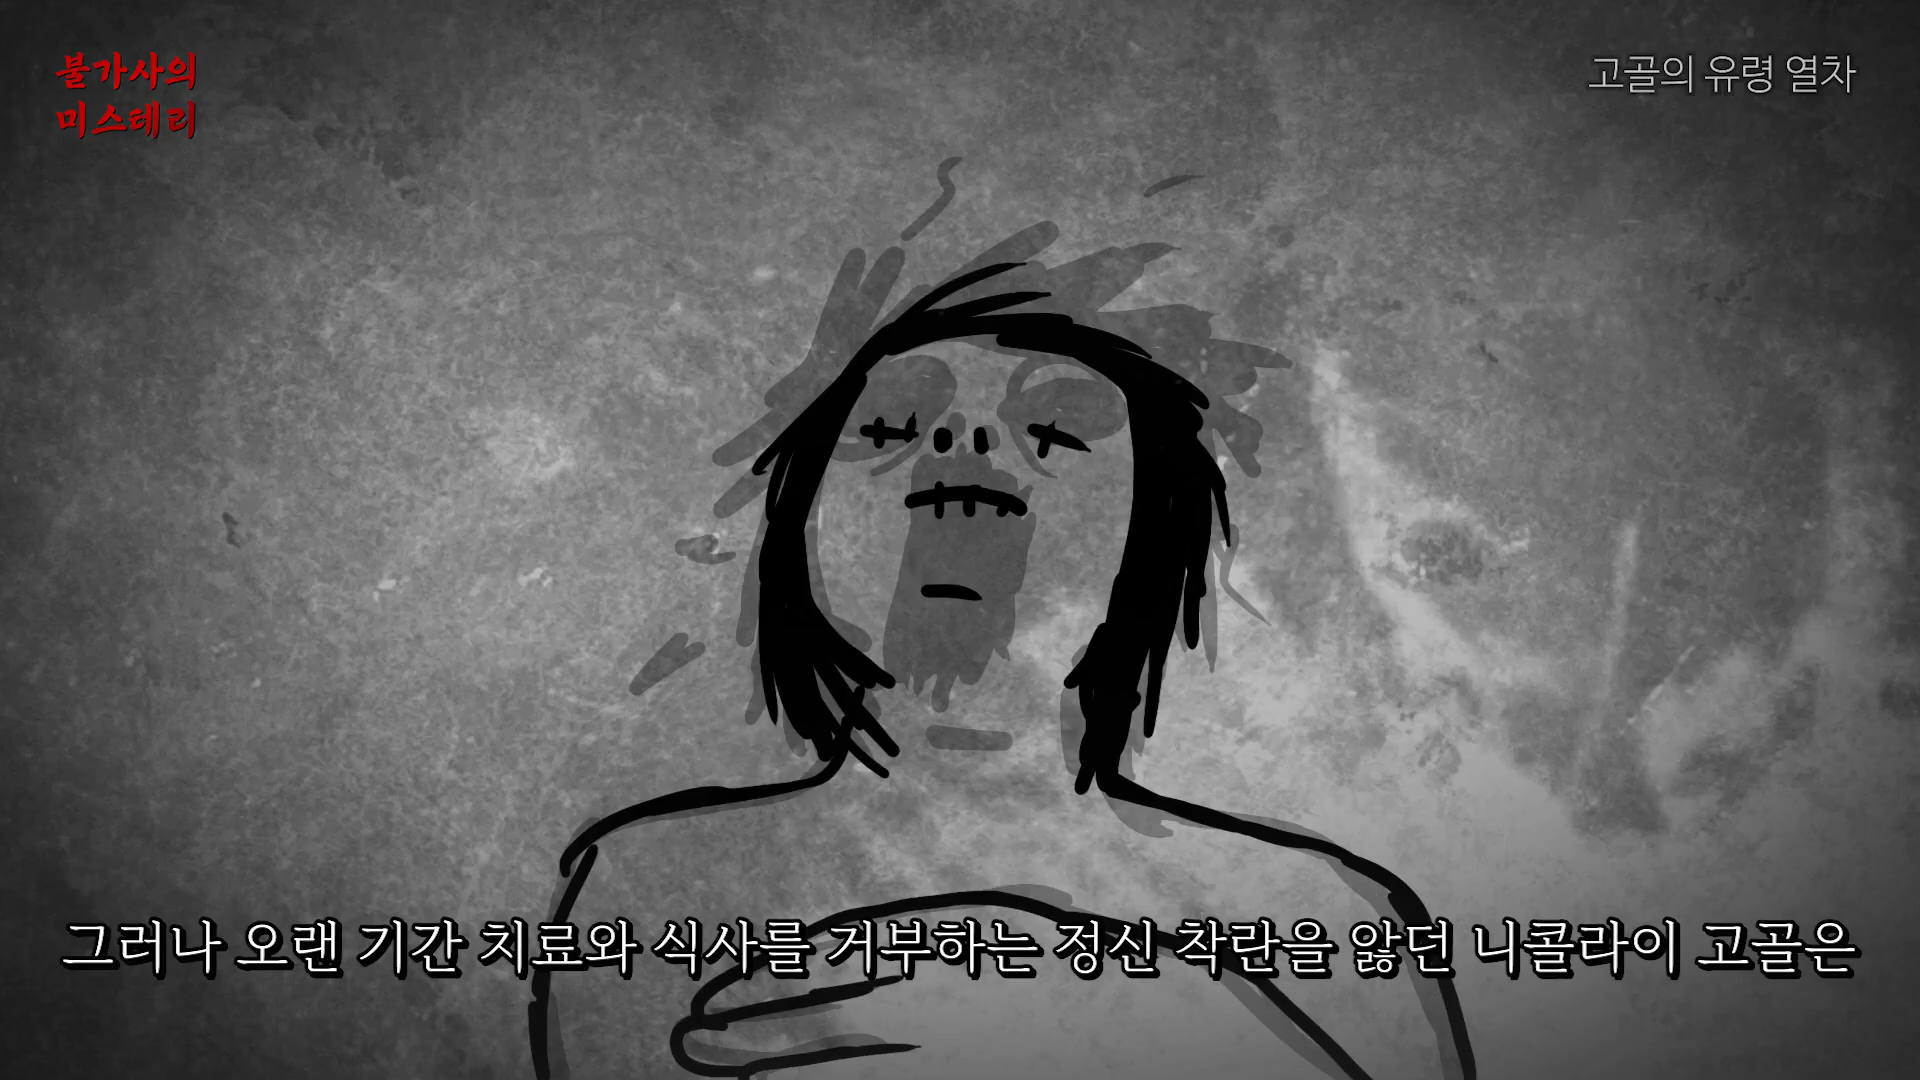 불가사의
미스테리
고골의 유령 열차
그러나 오랜 기간 치료와 식사를 거부하는 정신 착란을 앓던 니콜라이 고골은